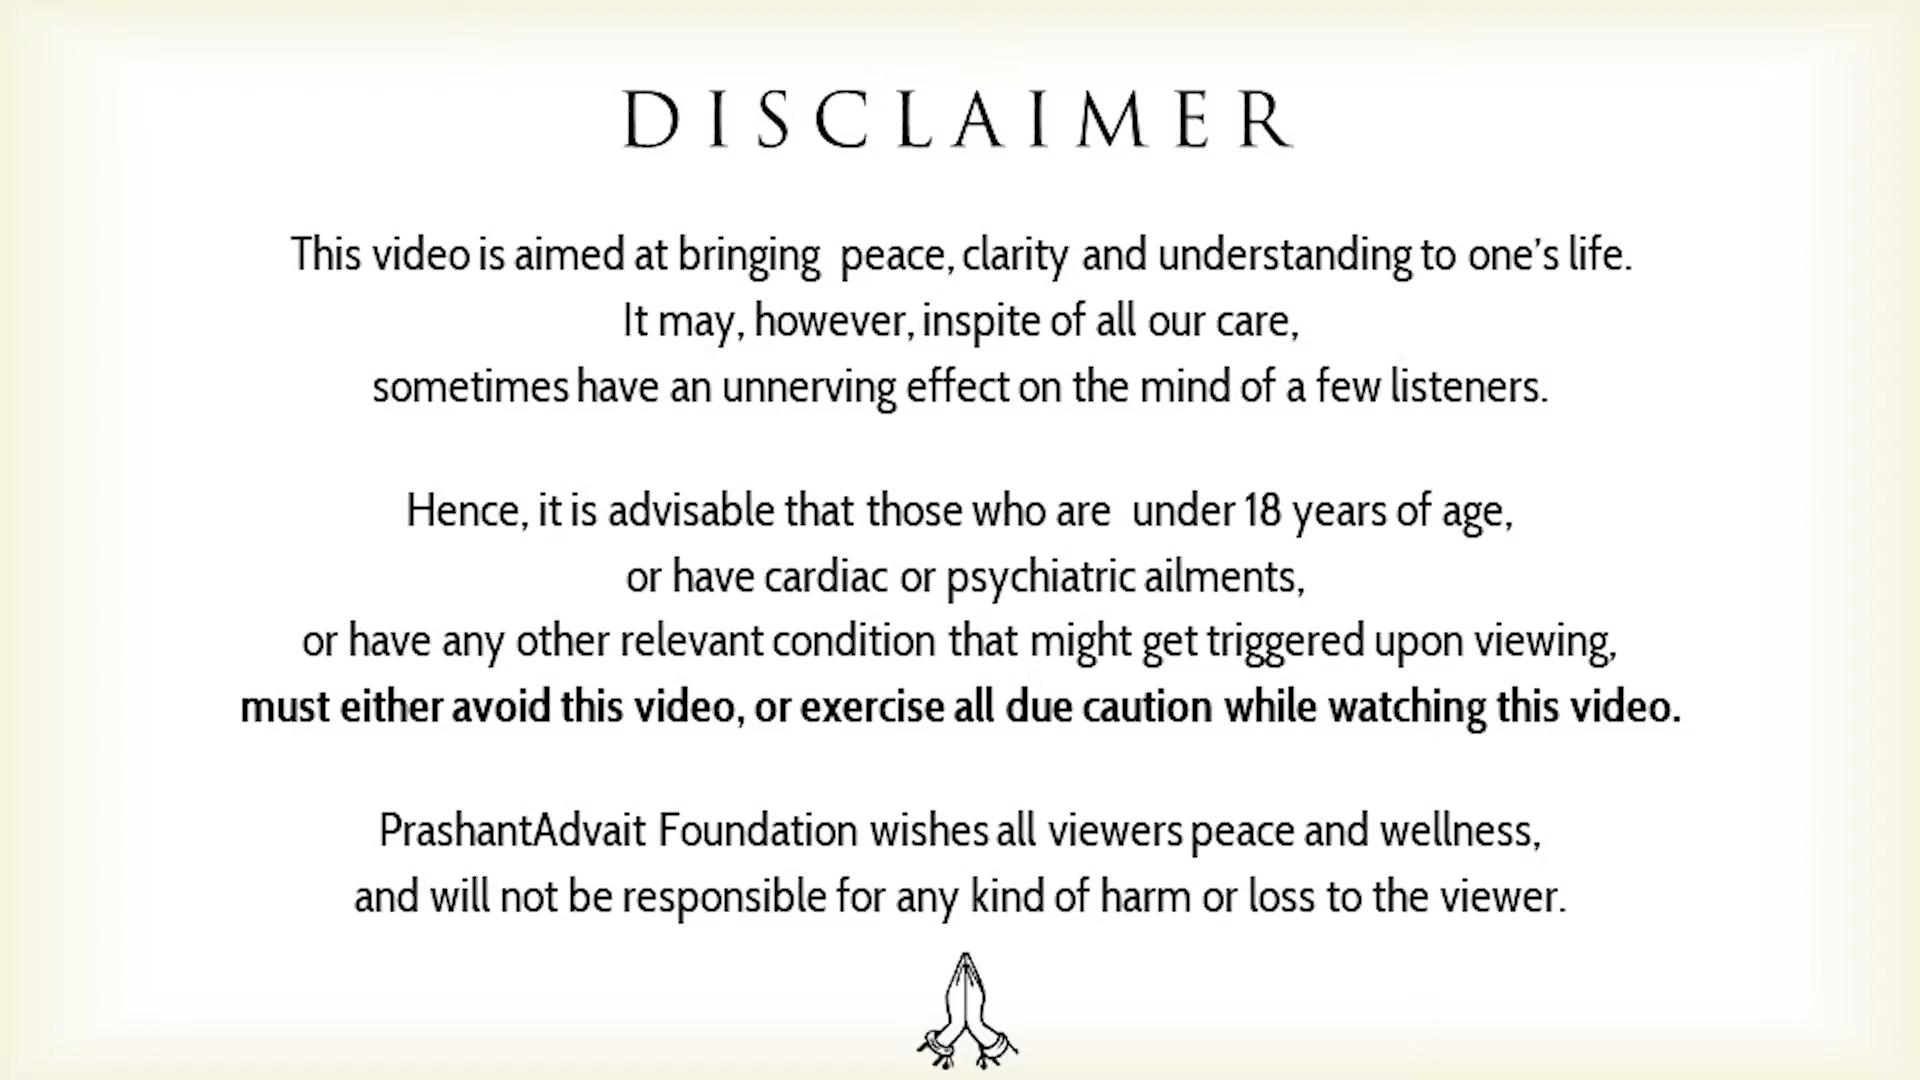 DISCLAIMER
This video is aimed at bringing peace, clarity and understanding to one's life.
It may, however, inspite of all our care,
sometimes have an unnerving effect on the mind of a few listeners.
Hence, it is advisable that those who are under 18 years of age,
or have cardiac or psychiatric ailments,
or have any other relevant condition that might get triggered upon viewing,
must either avoid this video, or exercise all due caution while watching this video.
PrashantAdvait Foundation wishes all viewers peace and wellness,
and will not be responsible for any kind of harm or loss to the viewer.